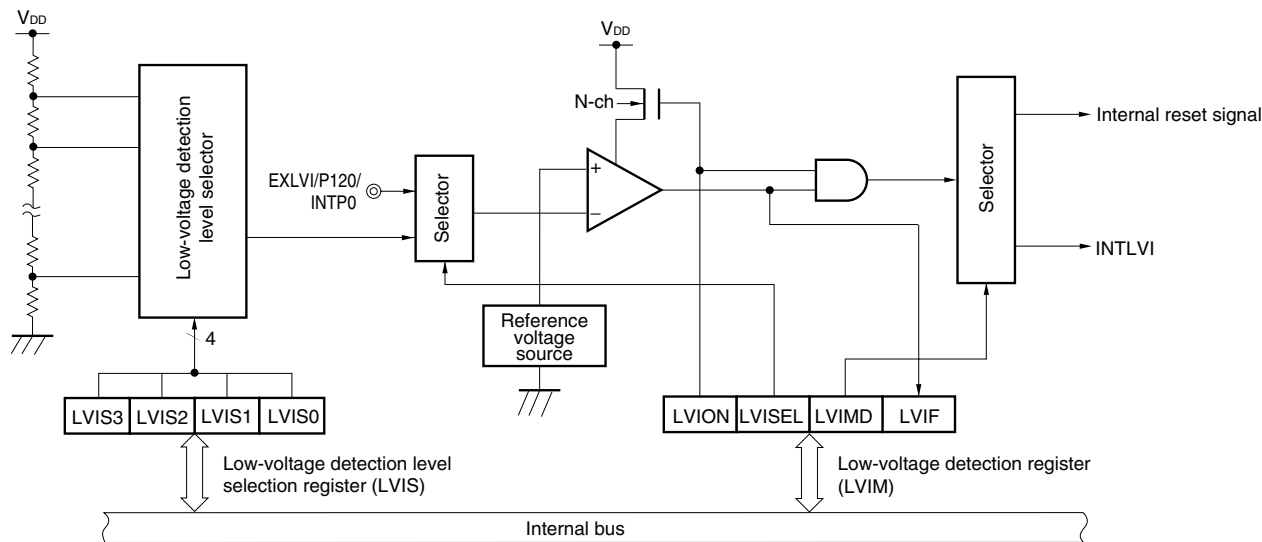 VDD
VDD
N-ch
Low-voltage detection
level selector
EXLVI/P120/
INTP0
Selector
+
−
Selector
Internal reset signal
INTLVI
4
Reference
voltage
source
LVIS3 LVIS2 LVIS1 LVIS0
LVION LVISEL LVIMD LVIF
Low-voltage detection level
selection register (LVIS)
Low-voltage detection register
(LVIM)
Internal bus